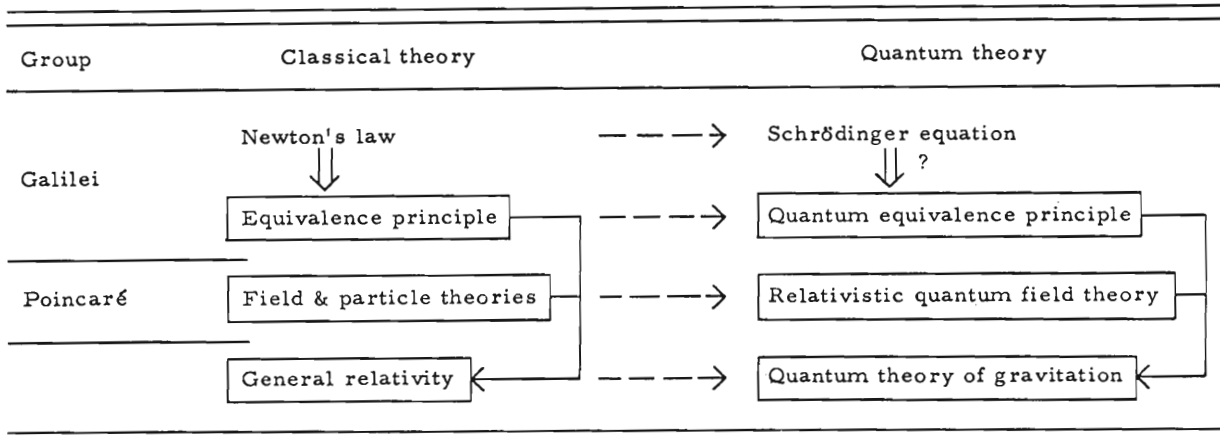 Group Classical theory Quantum theory
Newton's law Schrödinger equation
?
Galilei
Equivalence principle Quantum equivalence principle
Poincaré Field & particle theories Relativistic quantum field theory
General relativity Quantum theory of gravitation